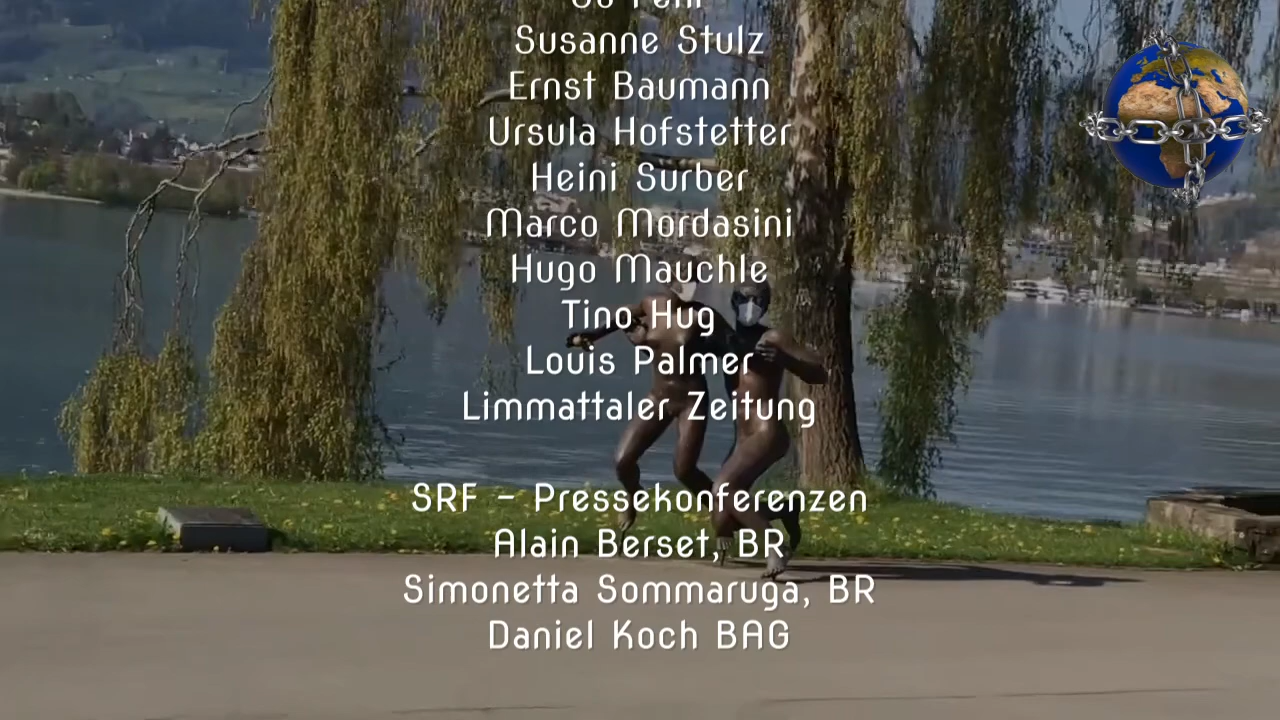 Susanne Stulz
Ernst Baumann
Ursula Hofstetter
Heini Surber
Marco Mordasini
Hugo Mauchle
Tino Hug
Louis Palmer
Limmattaler Zeitung
SRF - Pressekonferenzen
Alain Berset, BR
Simonetta Sommaruga, BR
Daniel Koch BAG